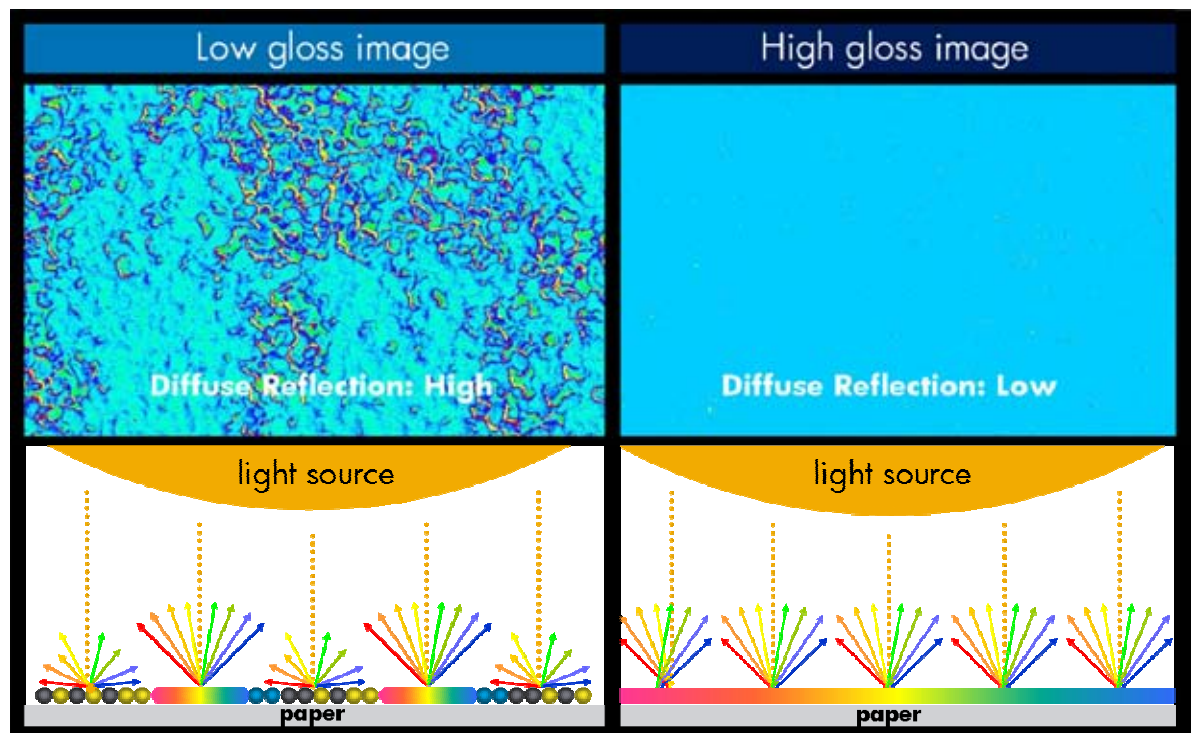 Low gloss image
High gloss image
Diffuse Reflection: High
Diffuse Reflection: Low
light source
light source
paper
paper